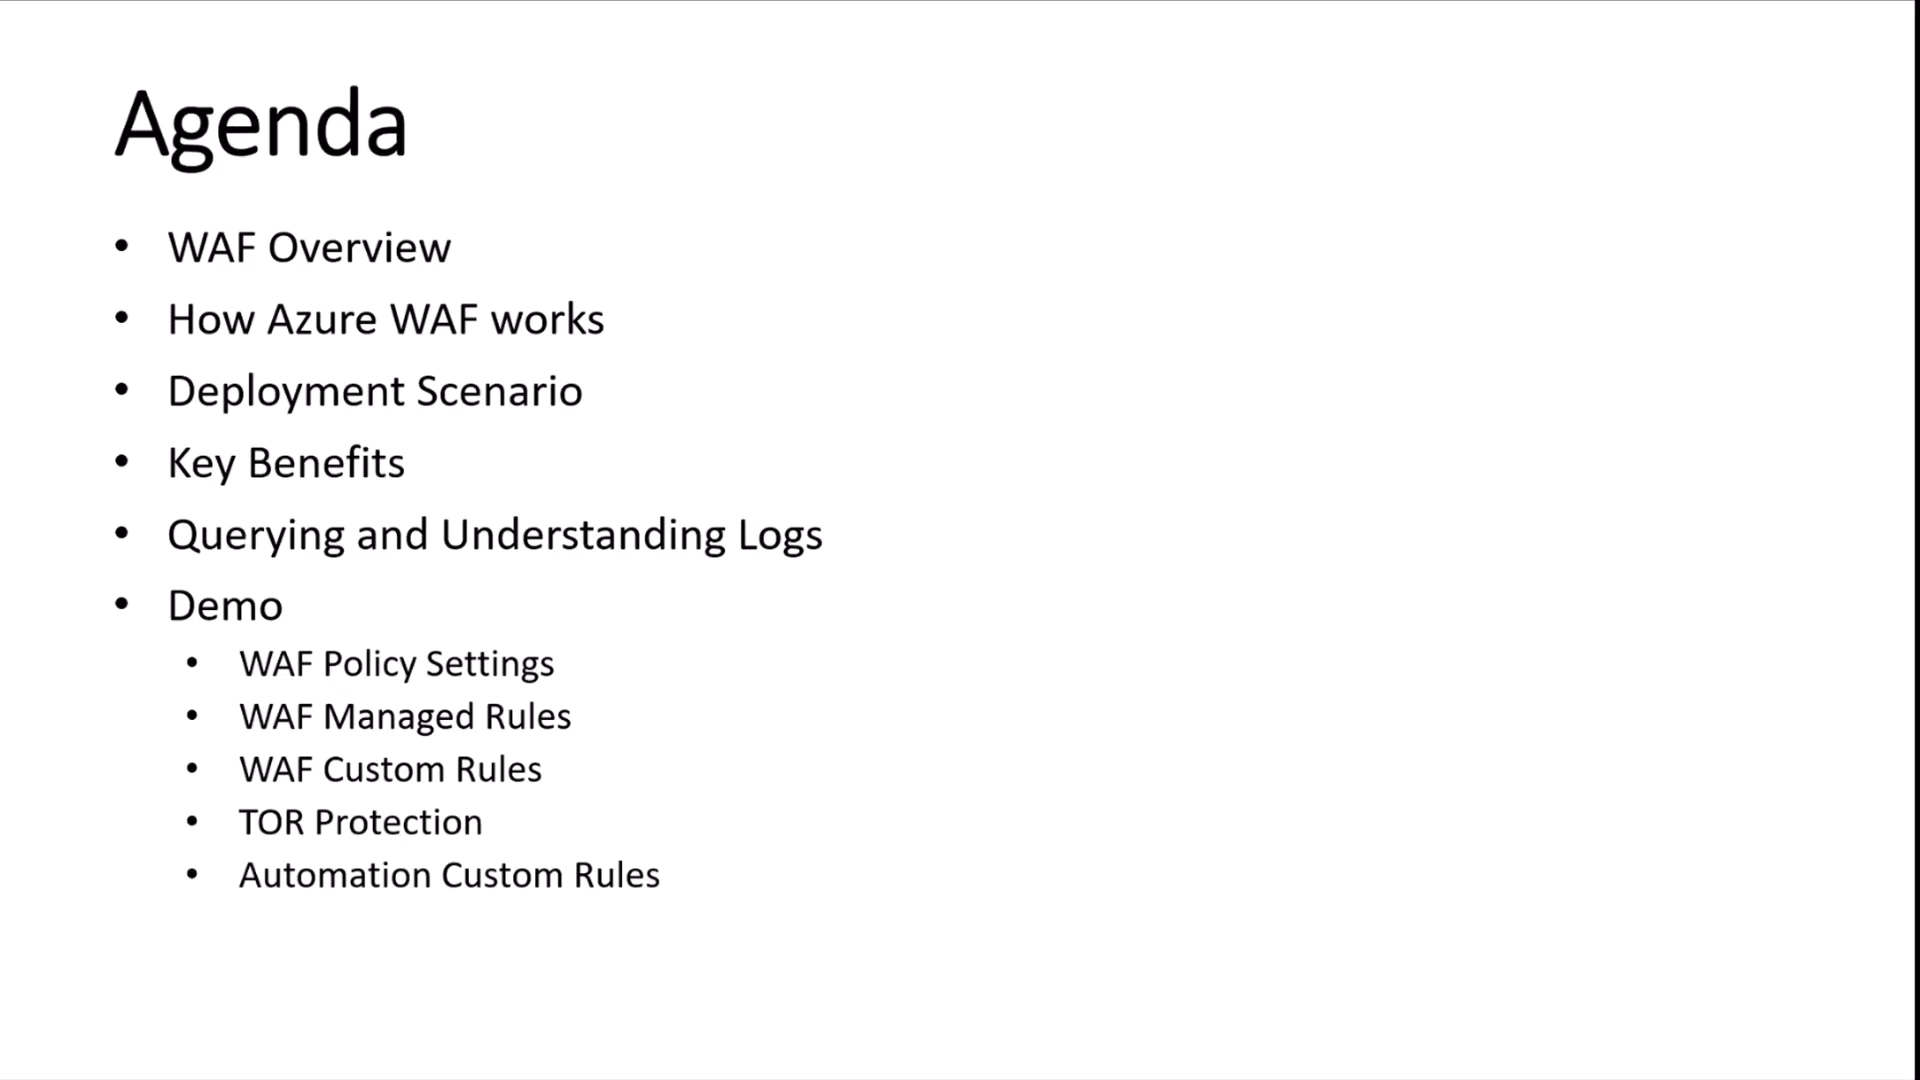 Agenda
• WAF Overview
• How Azure WAF works
• Deployment Scenario
• Key Benefits
• Querying and Understanding Logs
• Demo
• WAF Policy Settings
• WAF Managed Rules
• WAF Custom Rules
• TOR Protection
• Automation Custom Rules